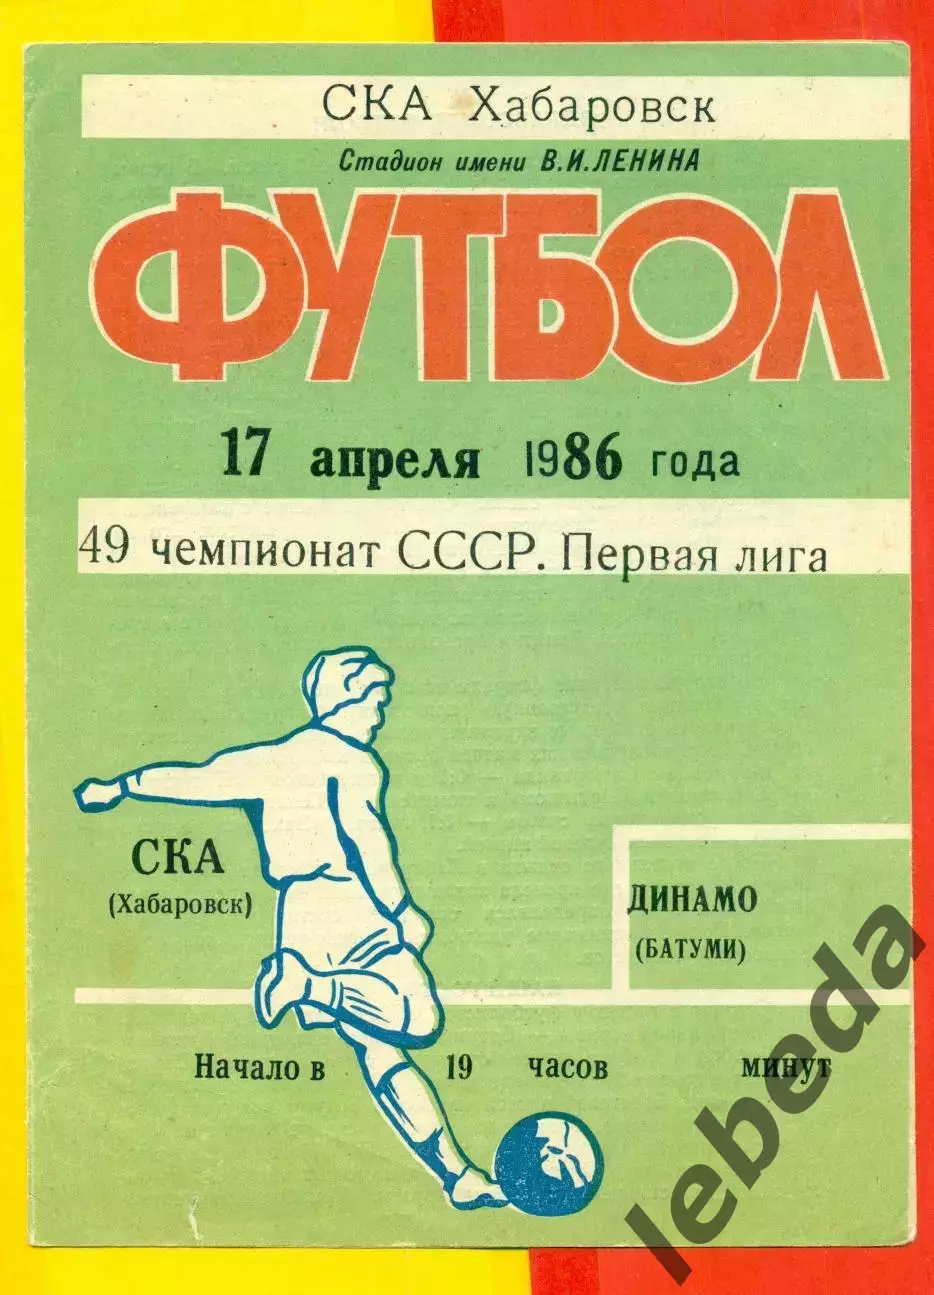 СКА Хабаровск
Стадион имени В.И.ЛЕНИНА
ФУТБОЛ
17 апреля 1986 года
49 чемпионат СССР. Первая лига
СКА
(Хабаровск)
ДИНАМО
(БАТУМИ)
Начало в 19 часов минут
lebeda